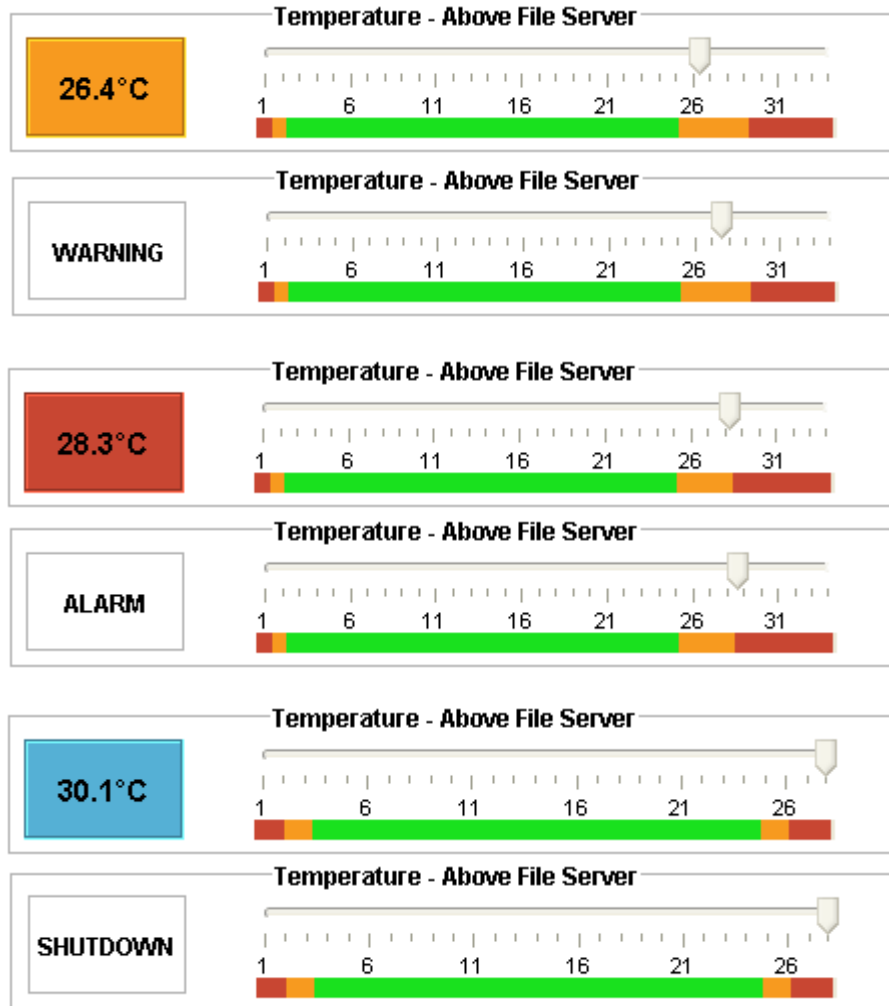 Temperature - Above File Server
26.4°C
1 6 11 16 21 26 31
Temperature - Above File Server
WARNING
1 6 11 16 21 26 31
Temperature - Above File Server
28.3°C
1 6 11 16 21 26 31
Temperature - Above File Server
ALARM
1 6 11 16 21 26 31
Temperature - Above File Server
30.1°C
1 6 11 16 21 26
Temperature - Above File Server
SHUTDOWN
1 6 11 16 21 26